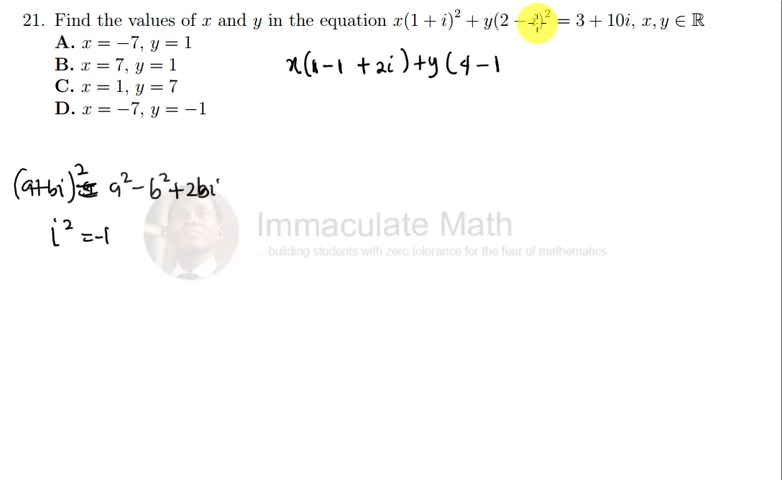 21. Find the values of x and y in the equation x(1 + i)² + y(2 − i)² = 3 + 10i, x, y ∈ ℝ
A. x = −7, y = 1
B. x = 7, y = 1
C. x = 1, y = 7
D. x = −7, y = −1
x(1-1 + 2i)+y(4-1
(a+bi)² = a²-b²+2bi
i² =-1
Immaculate Math
...building students with zero tolerance for the fear of mathematics